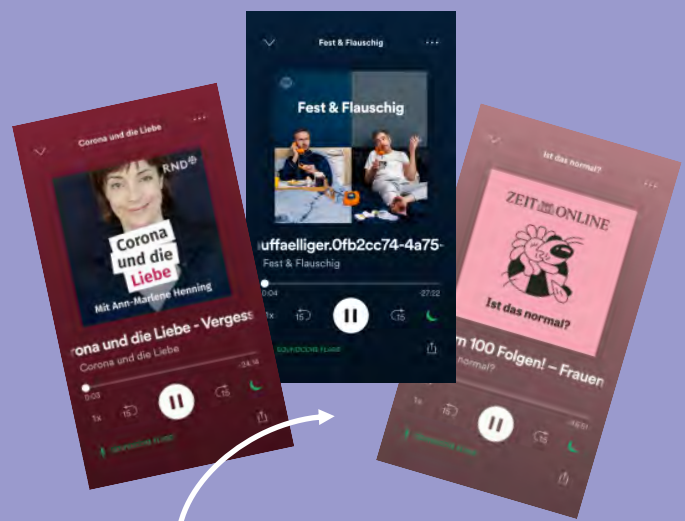 Corona und die Liebe
RND
Corona
und die
Liebe
Mit Ann-Marlene Henning
rona und die Liebe - Vergess
Corona und die Liebe
0:03
-24:14
1x
15
15
Fest & Flauschig
Fest & Flauschig
uffaelliger.0fb2cc74-4a75-
Fest & Flauschig
0:04
-27:22
1x
15
15
Ist das normal?
ZEIT ONLINE
Ist das normal?
m 100 Folgen! – Frauen
normal?
15
15